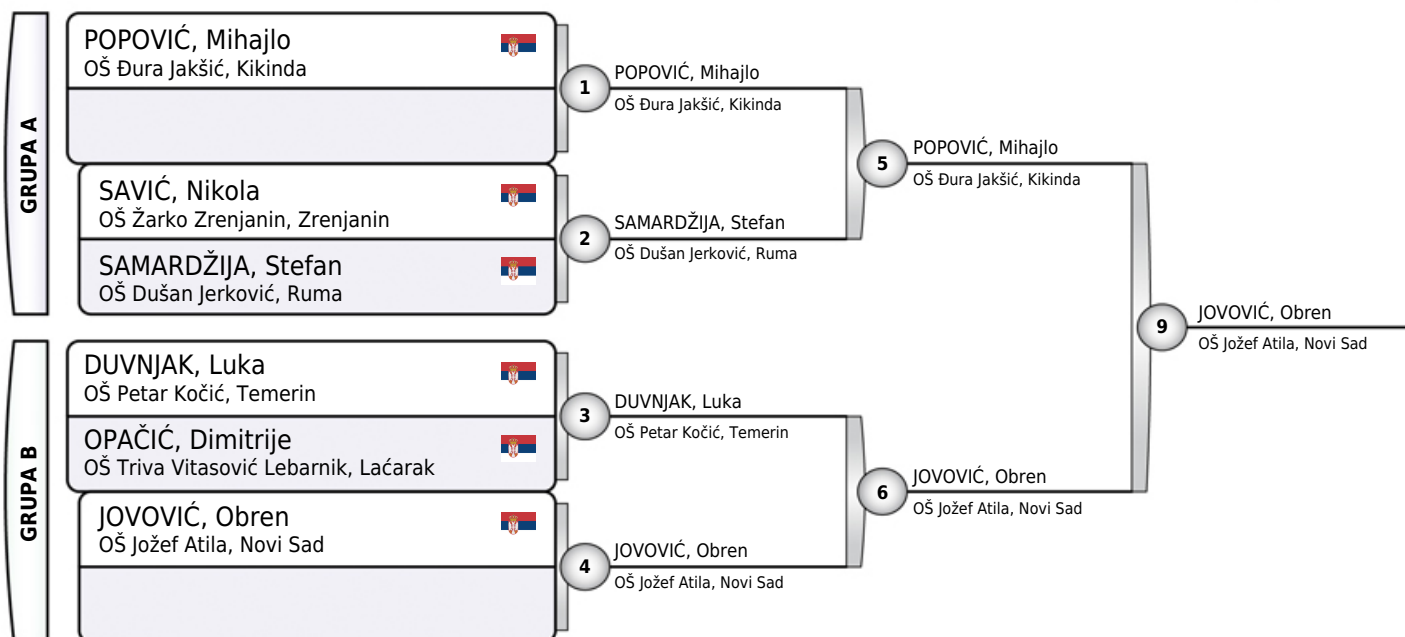 GRUPA A
POPOVIĆ, Mihajlo
OŠ Đura Jakšić, Kikinda
SAVIĆ, Nikola
OŠ Žarko Zrenjanin, Zrenjanin
SAMARDŽIJA, Stefan
OŠ Dušan Jerković, Ruma
1
POPOVIĆ, Mihajlo
OŠ Đura Jakšić, Kikinda
2
SAMARDŽIJA, Stefan
OŠ Dušan Jerković, Ruma
5
POPOVIĆ, Mihajlo
OŠ Đura Jakšić, Kikinda
GRUPA B
DUVNJAK, Luka
OŠ Petar Kočić, Temerin
OPAČIĆ, Dimitrije
OŠ Triva Vitasović Lebarnik, Laćarak
JOVOVIĆ, Obren
OŠ Jožef Atila, Novi Sad
3
DUVNJAK, Luka
OŠ Petar Kočić, Temerin
4
JOVOVIĆ, Obren
OŠ Jožef Atila, Novi Sad
6
JOVOVIĆ, Obren
OŠ Jožef Atila, Novi Sad
9
JOVOVIĆ, Obren
OŠ Jožef Atila, Novi Sad